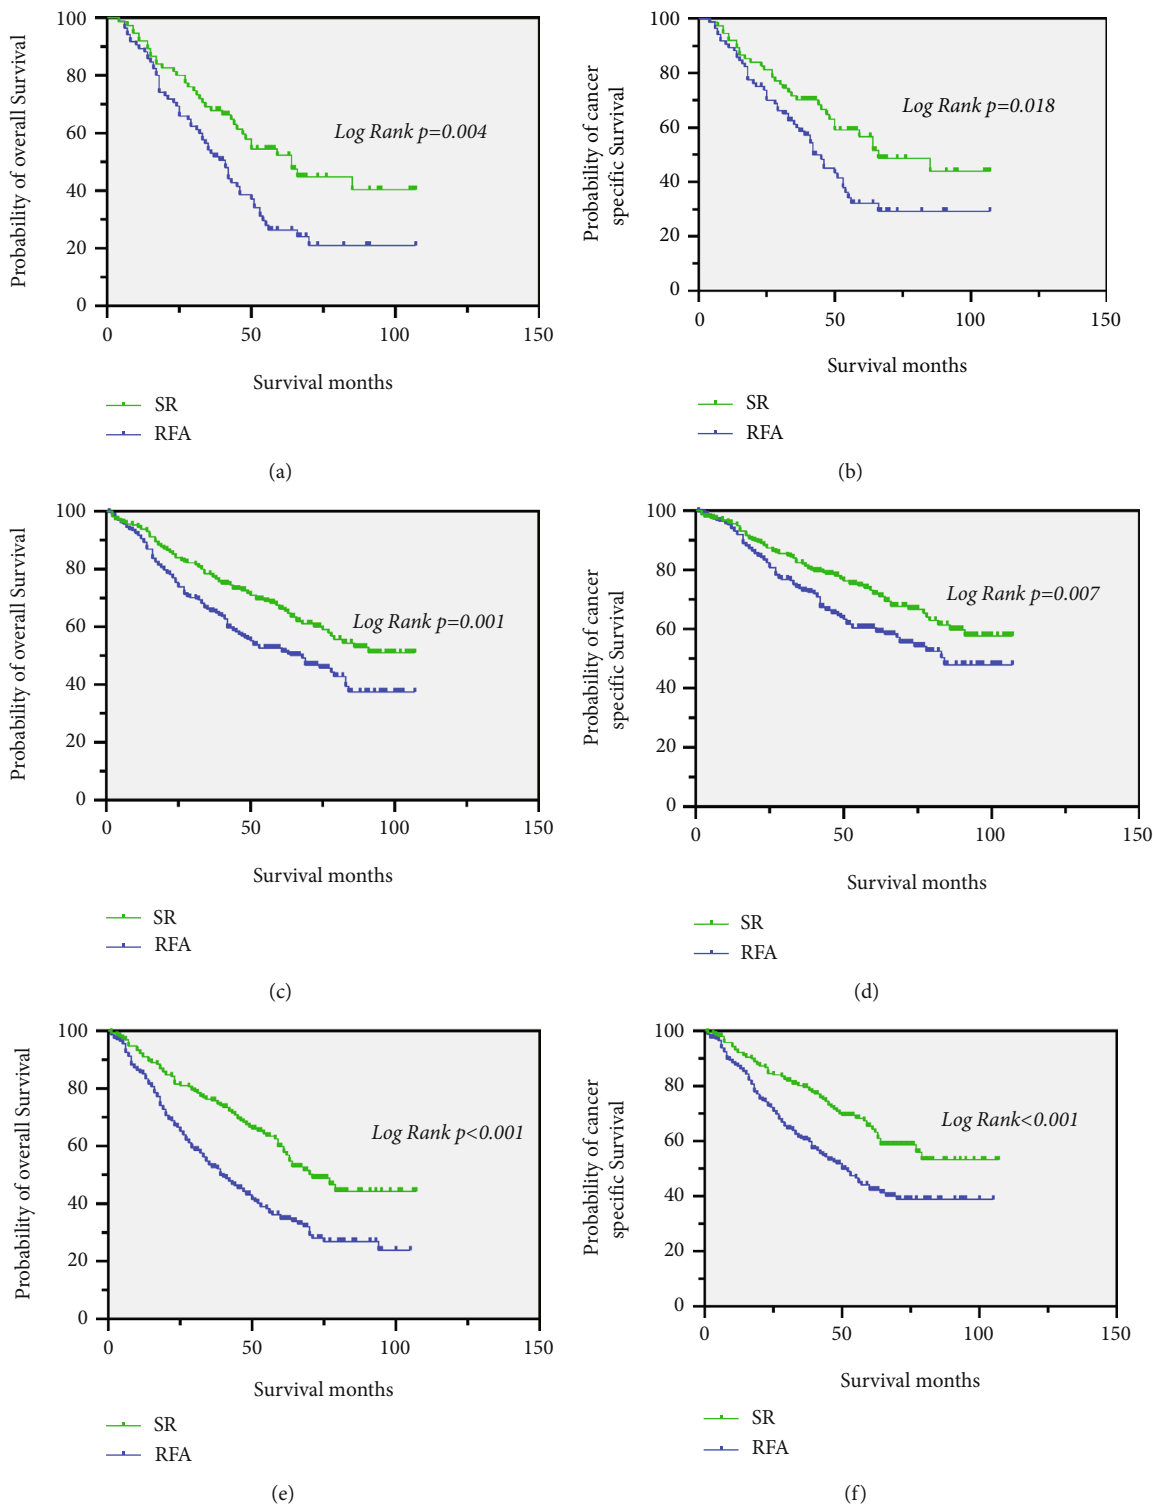 Probability of overall Survival
100
80
60
40
20
0
Log Rank p=0.004
0
50
100
150
Survival months
SR
RFA
(a)
Probability of cancer
specific Survival
100
80
60
40
20
0
Log Rank p=0.018
0
50
100
150
Survival months
SR
RFA
(b)
Probability of overall Survival
100
80
60
40
20
0
Log Rank p=0.001
0
50
100
150
Survival months
SR
RFA
(c)
Probability of cancer
specific Survival
100
80
60
40
20
0
Log Rank p=0.007
0
50
100
150
Survival months
SR
RFA
(d)
Probability of overall Survival
100
80
60
40
20
0
Log Rank p<0.001
0
50
100
150
Survival months
SR
RFA
(e)
Probability of cancer
specific Survival
100
80
60
40
20
0
Log Rank<0.001
0
50
100
150
Survival months
SR
RFA
(f)